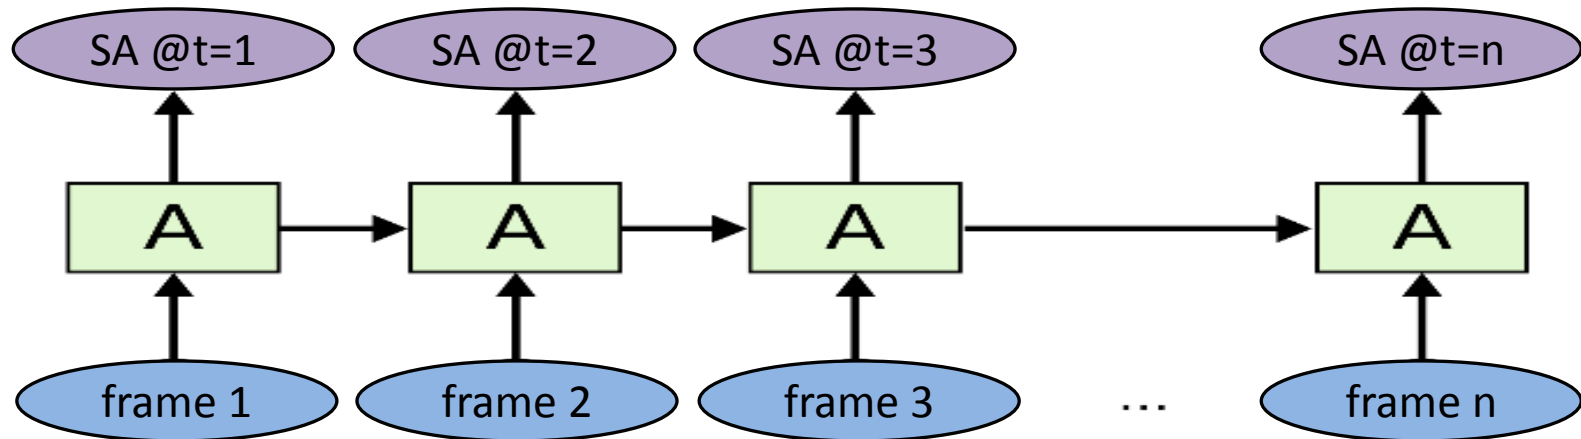 SA @t=1 SA @t=2 SA @t=3 SA @t=n
A A A A
frame 1 frame 2 frame 3 ... frame n